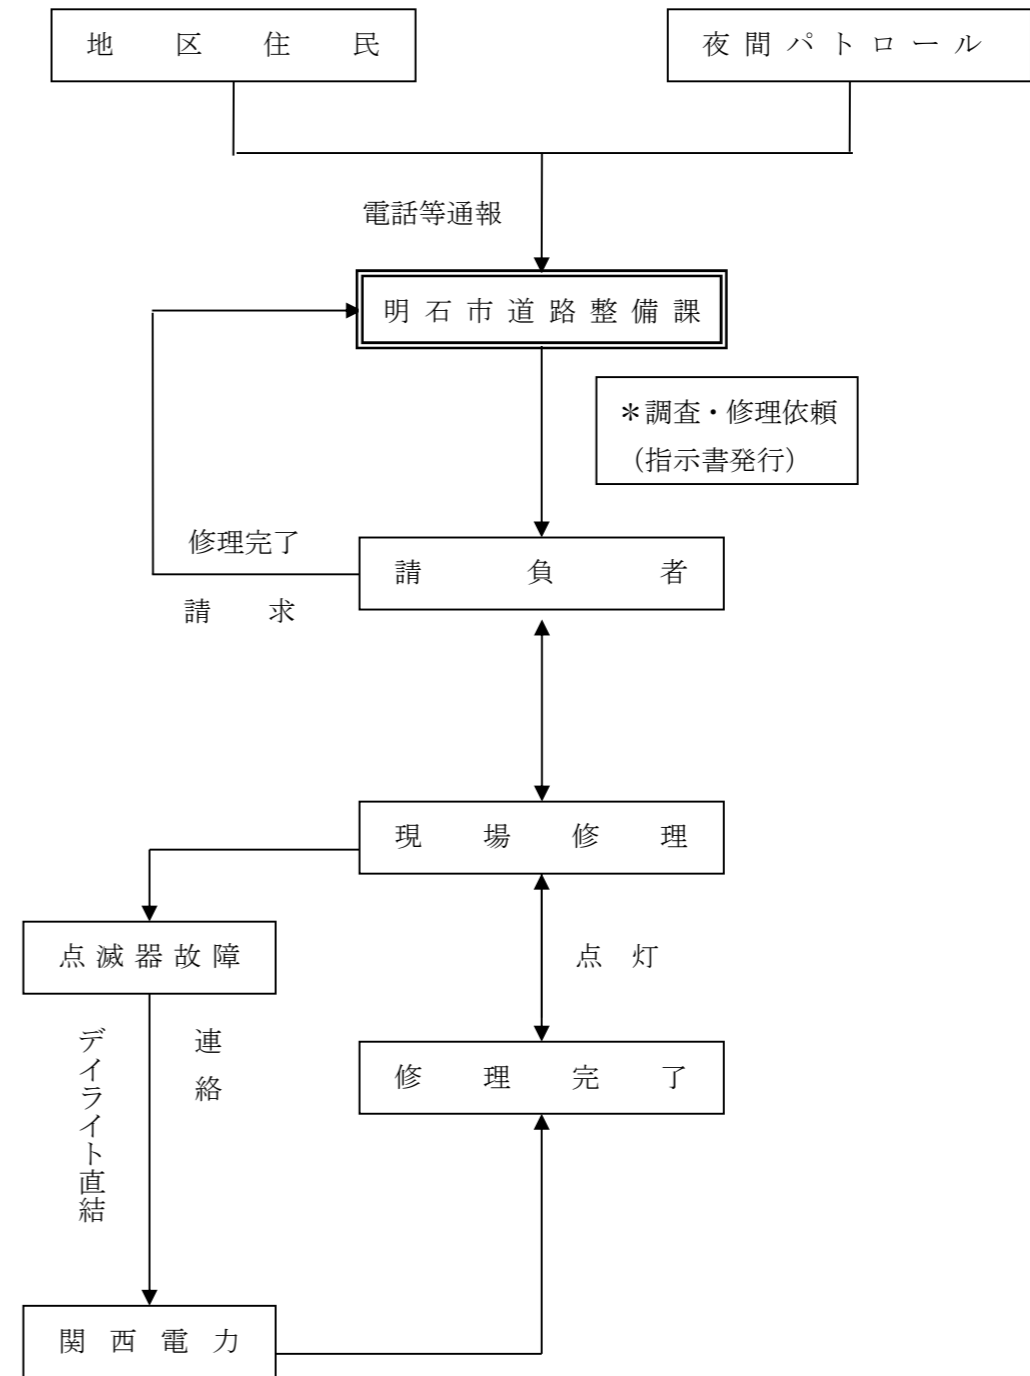 地区住民
夜間パトロール
電話等通報
明石市道路整備課
＊調査・修理依頼
（指示書発行）
修理完了
請負者
請求
現場修理
点滅器故障
点灯
デイライト直結
連絡
修理完了
関西電力